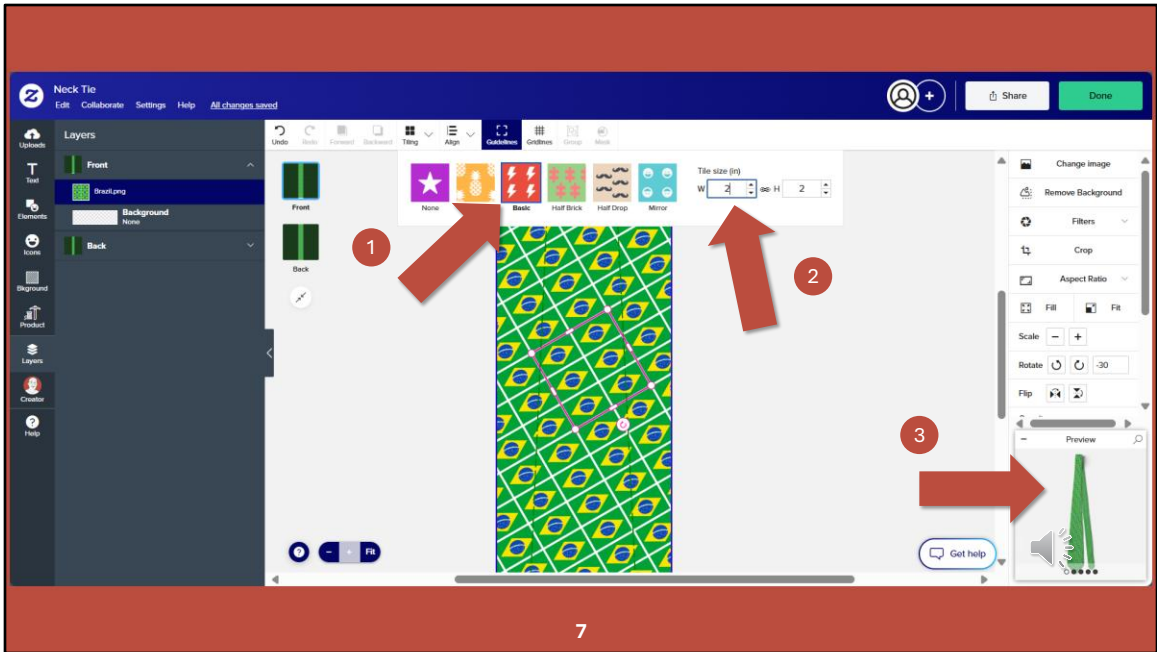 Neck Tie
Edit Collaborate Settings Help All changes saved
Share
Done
Uploads
Text
Elements
Icons
Bkground
Product
Layers
Creator
Help
Layers
Front
Brazil.png
Background
None
Back
Undo Redo Forward Backward Tiling Align Guidelines Gridlines Group Mask
Front
Back
None
Basic
Half Brick
Half Drop
Mirror
Tile size (in)
W 2 H 2
1
2
3
Fit
Get help
Change image
Remove Background
Filters
Crop
Aspect Ratio
Fill Fit
Scale
Rotate -30
Flip
Preview
7